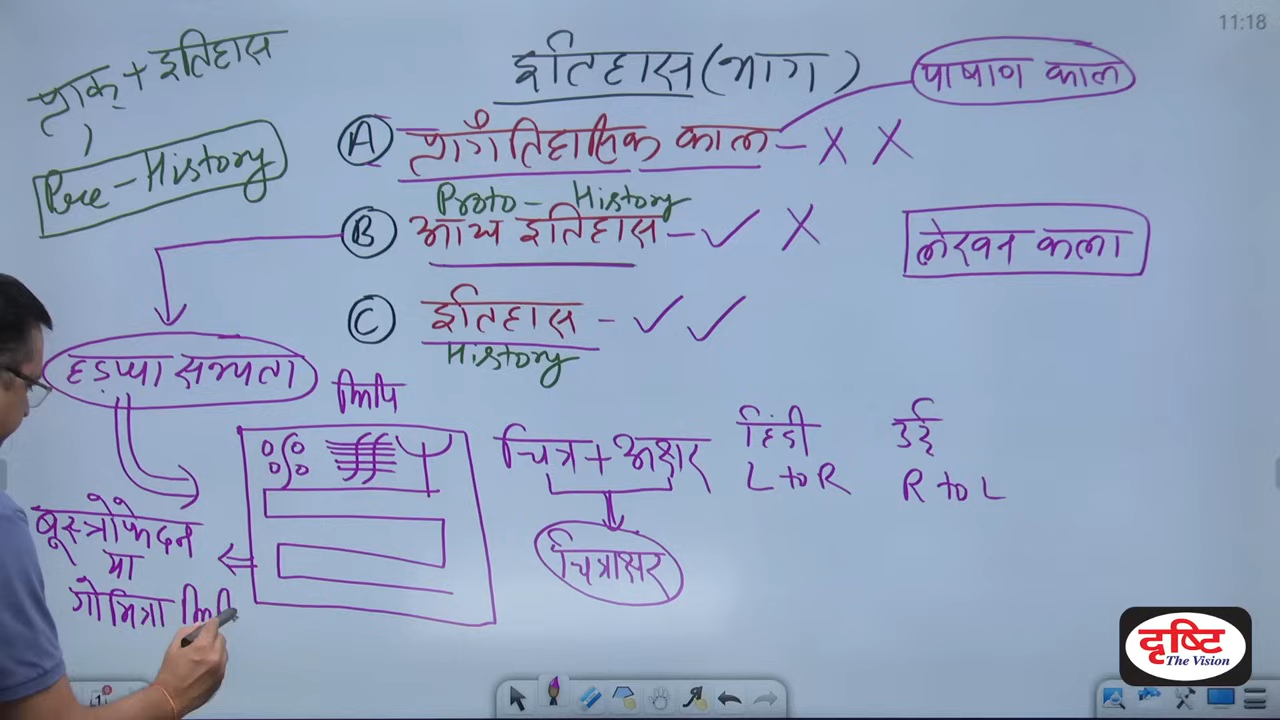 11:18
प्राक् + इतिहास
Pre-History
इतिहास (भाग)
पाषाण काल
(A) प्रागैतिहासिक काल - X X
Proto-History
(B) आद्य इतिहास - ✓ X
लेखन कला
(C) इतिहास - ✓ ✓
History
हड़प्पा सभ्यता
लिपि
चित्र + अक्षर
चित्राक्षर
हिंदी
L to R
उर्दू
R to L
बूस्त्रोफेदन
या
गोमित्रा लिपि
दृष्टि
The Vision